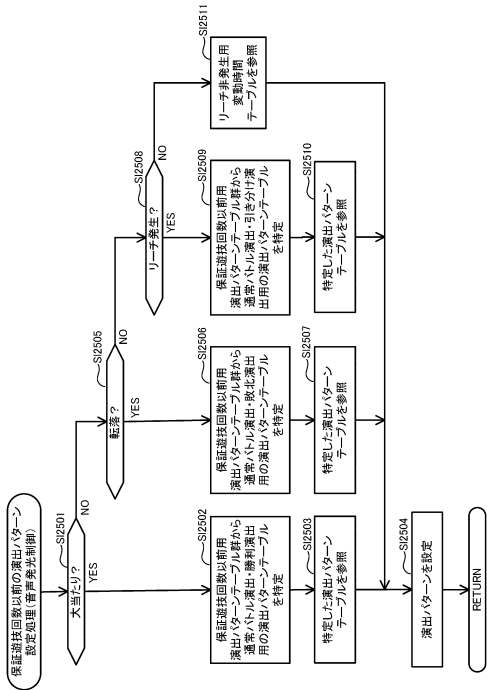 保証遊技回数以前の演出パターン
設定処理(音声発光制御)
SI2501
大当たり?
NO
YES
SI2502
保証遊技回数以前用
演出パターンテーブル群から
通常バトル演出・勝利演出
用の演出パターンテーブル
を特定
SI2503
特定した演出パターン
テーブルを参照
SI2504
演出パターンを設定
RETURN
SI2505
転落?
NO
YES
SI2506
保証遊技回数以前用
演出パターンテーブル群から
通常バトル演出・敗北演出
用の演出パターンテーブル
を特定
SI2507
特定した演出パターン
テーブルを参照
SI2508
リーチ発生?
NO
YES
SI2509
保証遊技回数以前用
演出パターンテーブル群から
通常バトル演出・引き分け演
出用の演出パターンテーブル
を特定
SI2510
特定した演出パターン
テーブルを参照
SI2511
リーチ非発生用
変動時間
テーブルを参照